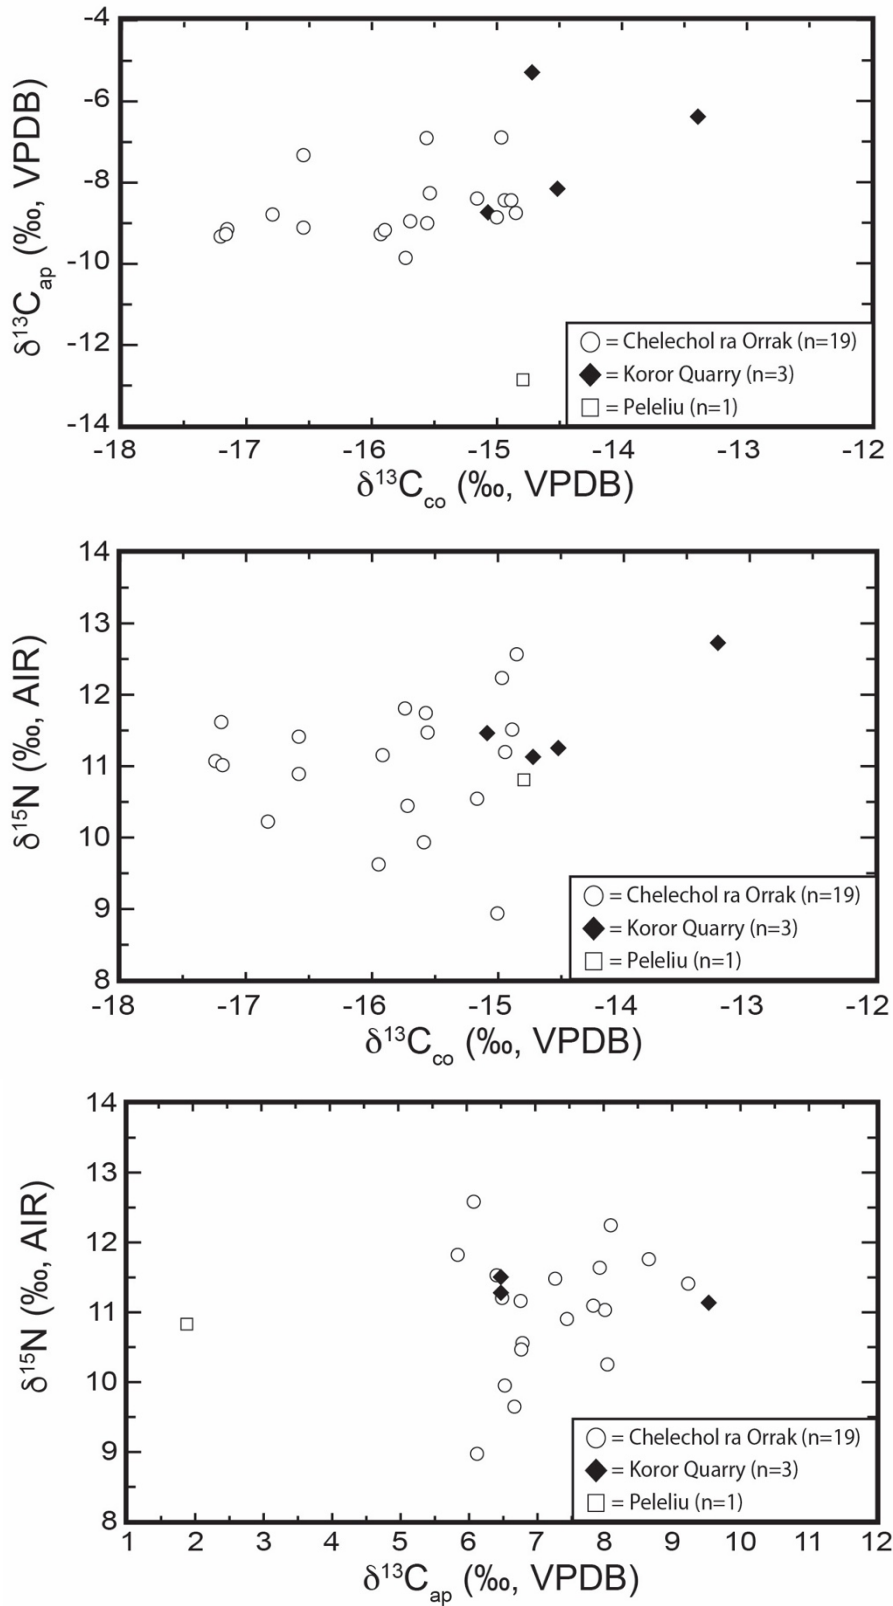 -4
-6
-8
-10
-12
-14
δ13Cap (‰, VPDB)
○ = Chelechol ra Orrak (n=19)
◆ = Koror Quarry (n=3)
□ = Peleliu (n=1)
-18 -17 -16 -15 -14 -13 -12
δ13Cco (‰, VPDB)
14
13
12
11
10
9
8
δ15N (‰, AIR)
○ = Chelechol ra Orrak (n=19)
◆ = Koror Quarry (n=3)
□ = Peleliu (n=1)
-18 -17 -16 -15 -14 -13 -12
δ13Cco (‰, VPDB)
14
13
12
11
10
9
8
δ15N (‰, AIR)
○ = Chelechol ra Orrak (n=19)
◆ = Koror Quarry (n=3)
□ = Peleliu (n=1)
1 2 3 4 5 6 7 8 9 10 11 12
δ13Cap (‰, VPDB)